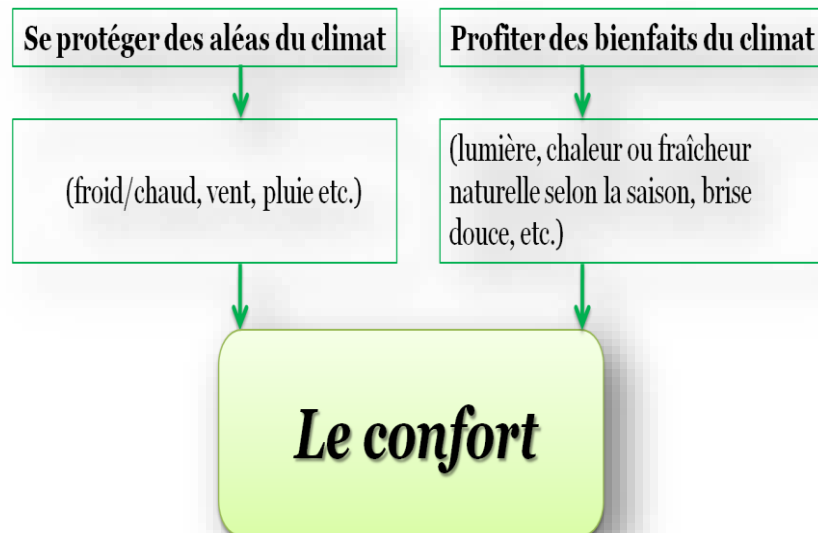 Se protéger des aléas du climat
Profiter des bienfaits du climat
(froid/chaud, vent, pluie etc.)
(lumière, chaleur ou fraîcheur
naturelle selon la saison, brise
douce, etc.)
Le confort